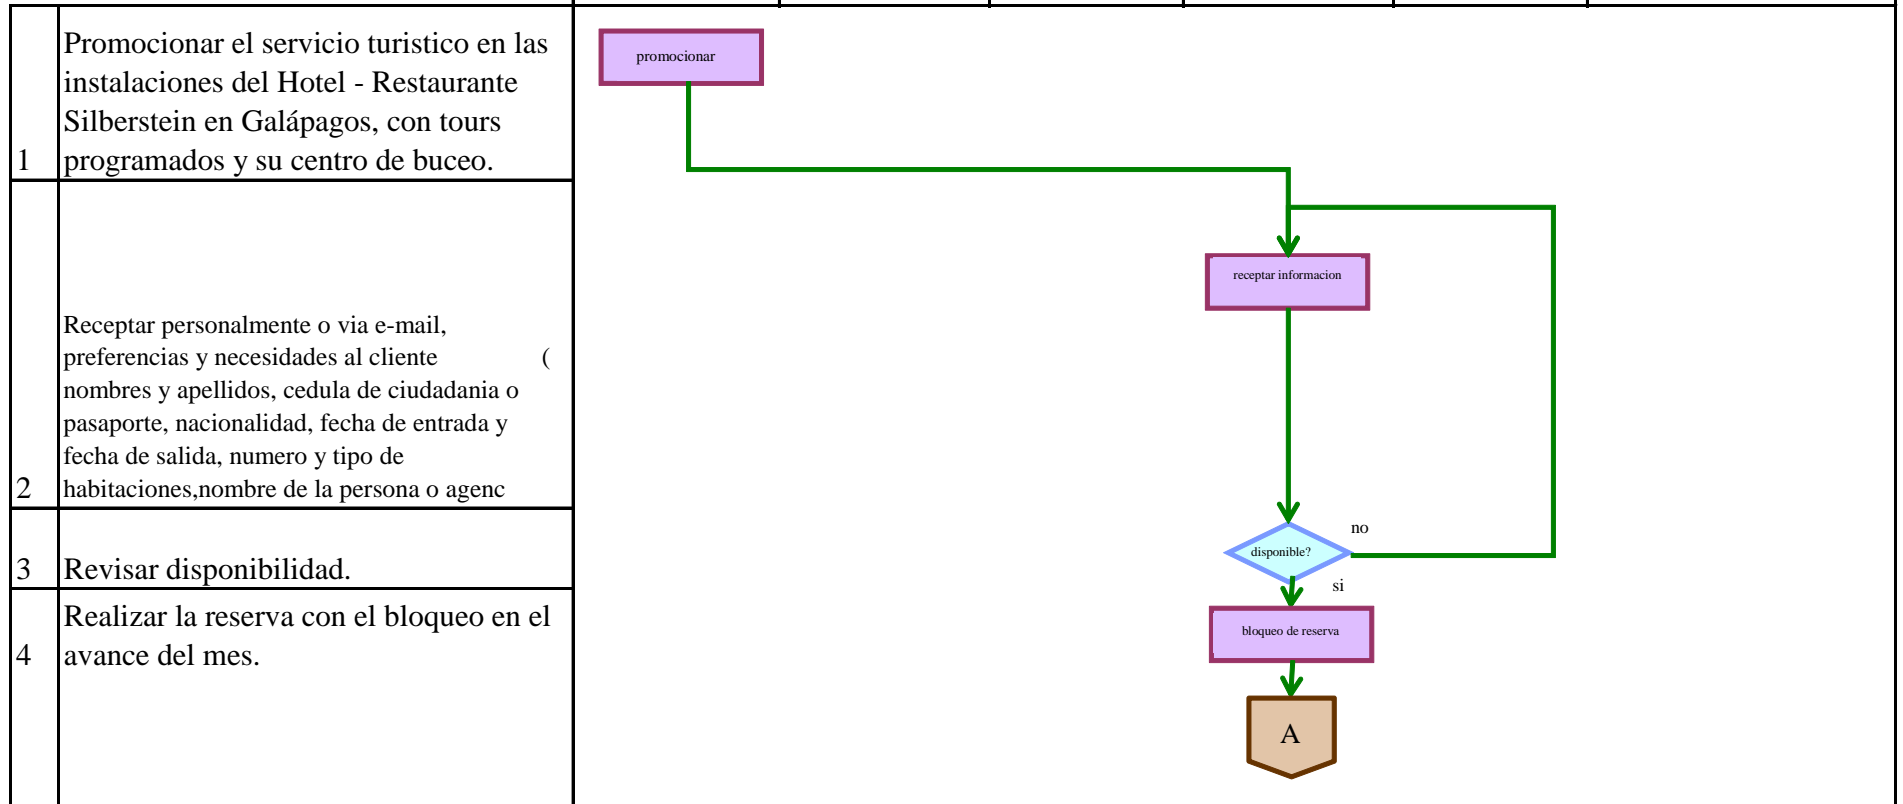 Promocionar el servicio turistico en las
instalaciones del Hotel - Restaurante
Silberstein en Galápagos, con tours
1 programados y su centro de buceo.
promocionar
receptar informacion
Receptar personalmente o via e-mail,
preferencias y necesidades al cliente (
nombres y apellidos, cedula de ciudadania o
pasaporte, nacionalidad, fecha de entrada y
fecha de salida, numero y tipo de
2 habitaciones,nombre de la persona o agenc
no
disponible?
3 Revisar disponibilidad.
si
Realizar la reserva con el bloqueo en el
4 avance del mes.
bloqueo de reserva
A